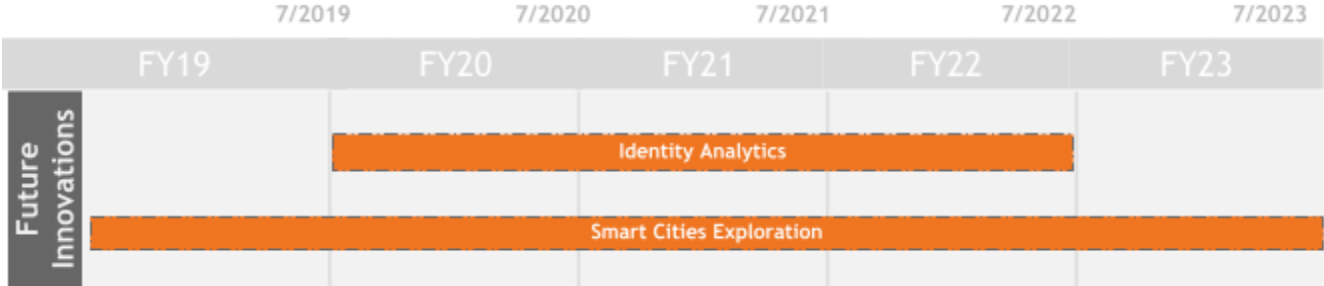 7/2019 7/2020 7/2021 7/2022 7/2023
FY19 FY20 FY21 FY22 FY23
Future
Innovations
Identity Analytics
Smart Cities Exploration